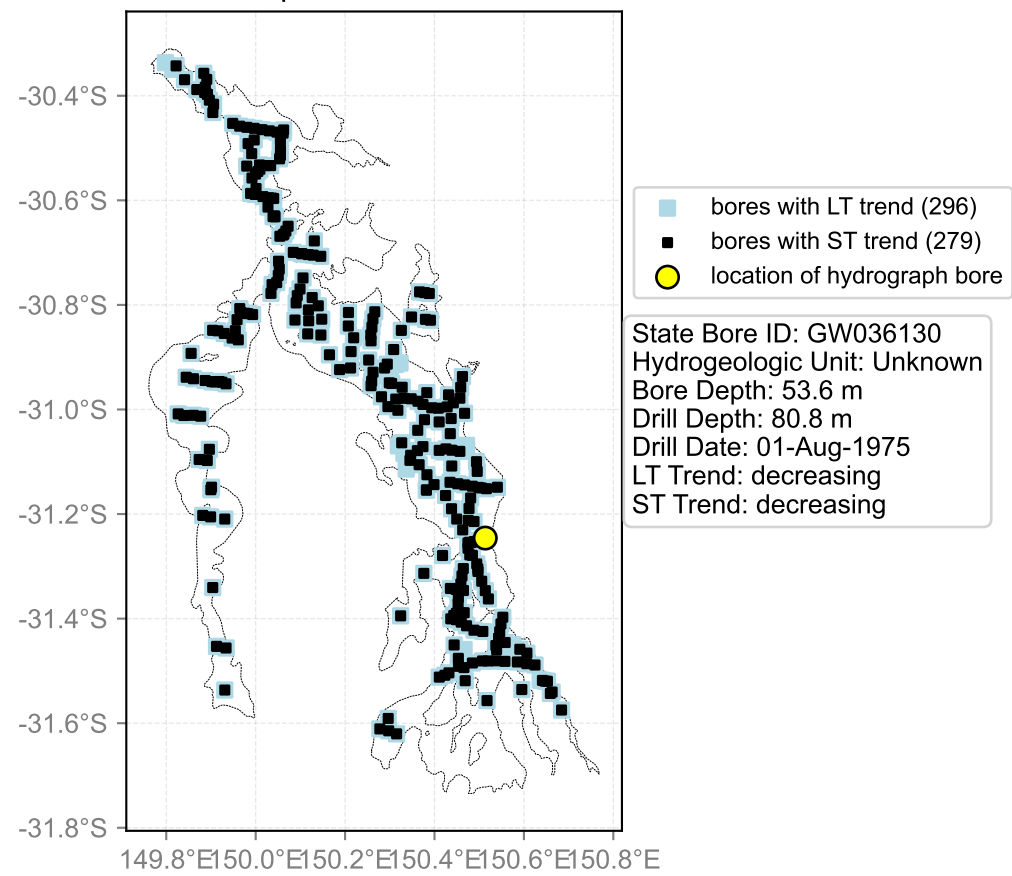 -30.4°S
-30.6°S
-30.8°S
-31.0°S
-31.2°S
-31.4°S
-31.6°S
-31.8°S
149.8°E150.0°E150.2°E150.4°E150.6°E150.8°E
bores with LT trend (296)
bores with ST trend (279)
location of hydrograph bore
State Bore ID: GW036130
Hydrogeologic Unit: Unknown
Bore Depth: 53.6 m
Drill Depth: 80.8 m
Drill Date: 01-Aug-1975
LT Trend: decreasing
ST Trend: decreasing